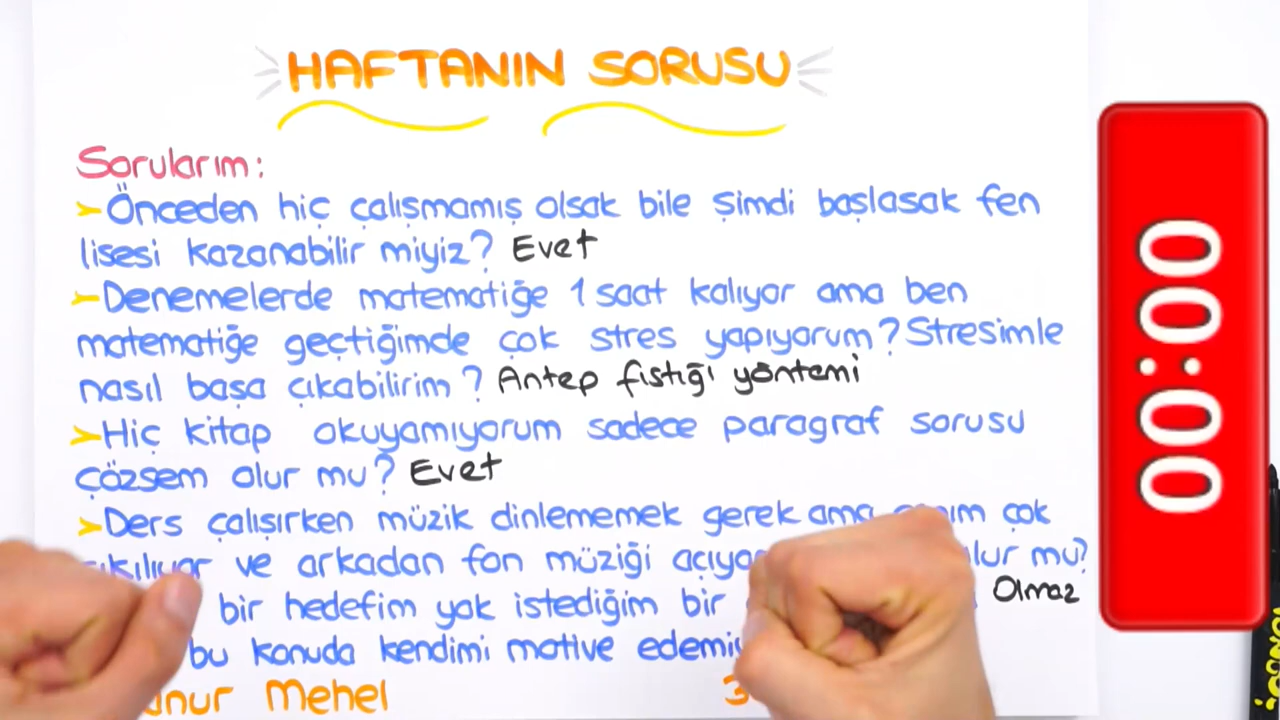 HAFTANIN SORUSU
Sorularım:
➤Önceden hiç çalışmamış olsak bile şimdi başlasak fen
lisesi kazanabilir miyiz? Evet
➤Denemelerde matematiğe 1 saat kalıyor ama ben
matematiğe geçtiğimde çok stres yapıyorum? Stresimle
nasıl başa çıkabilirim? Antep fıstığı yöntemi
➤Hiç kitap okuyamıyorum sadece paragraf sorusu
çözsem olur mu? Evet
➤Ders çalışırken müzik dinlememek gerek ama çok
ve arkadan fon müziği mu?
bir hedefim yok istediğim bir Olmaz
bu konuda kendimi motive
Mehel
00:00